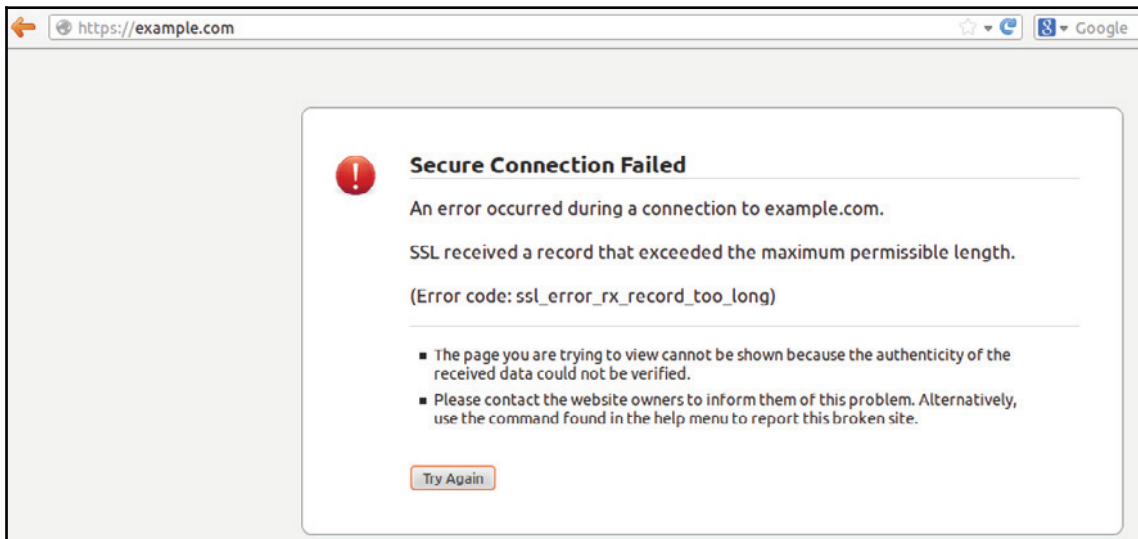 https://example.com
Google
Secure Connection Failed
An error occurred during a connection to example.com.
SSL received a record that exceeded the maximum permissible length.
(Error code: ssl_error_rx_record_too_long)
The page you are trying to view cannot be shown because the authenticity of the
received data could not be verified.
Please contact the website owners to inform them of this problem. Alternatively,
use the command found in the help menu to report this broken site.
Try Again